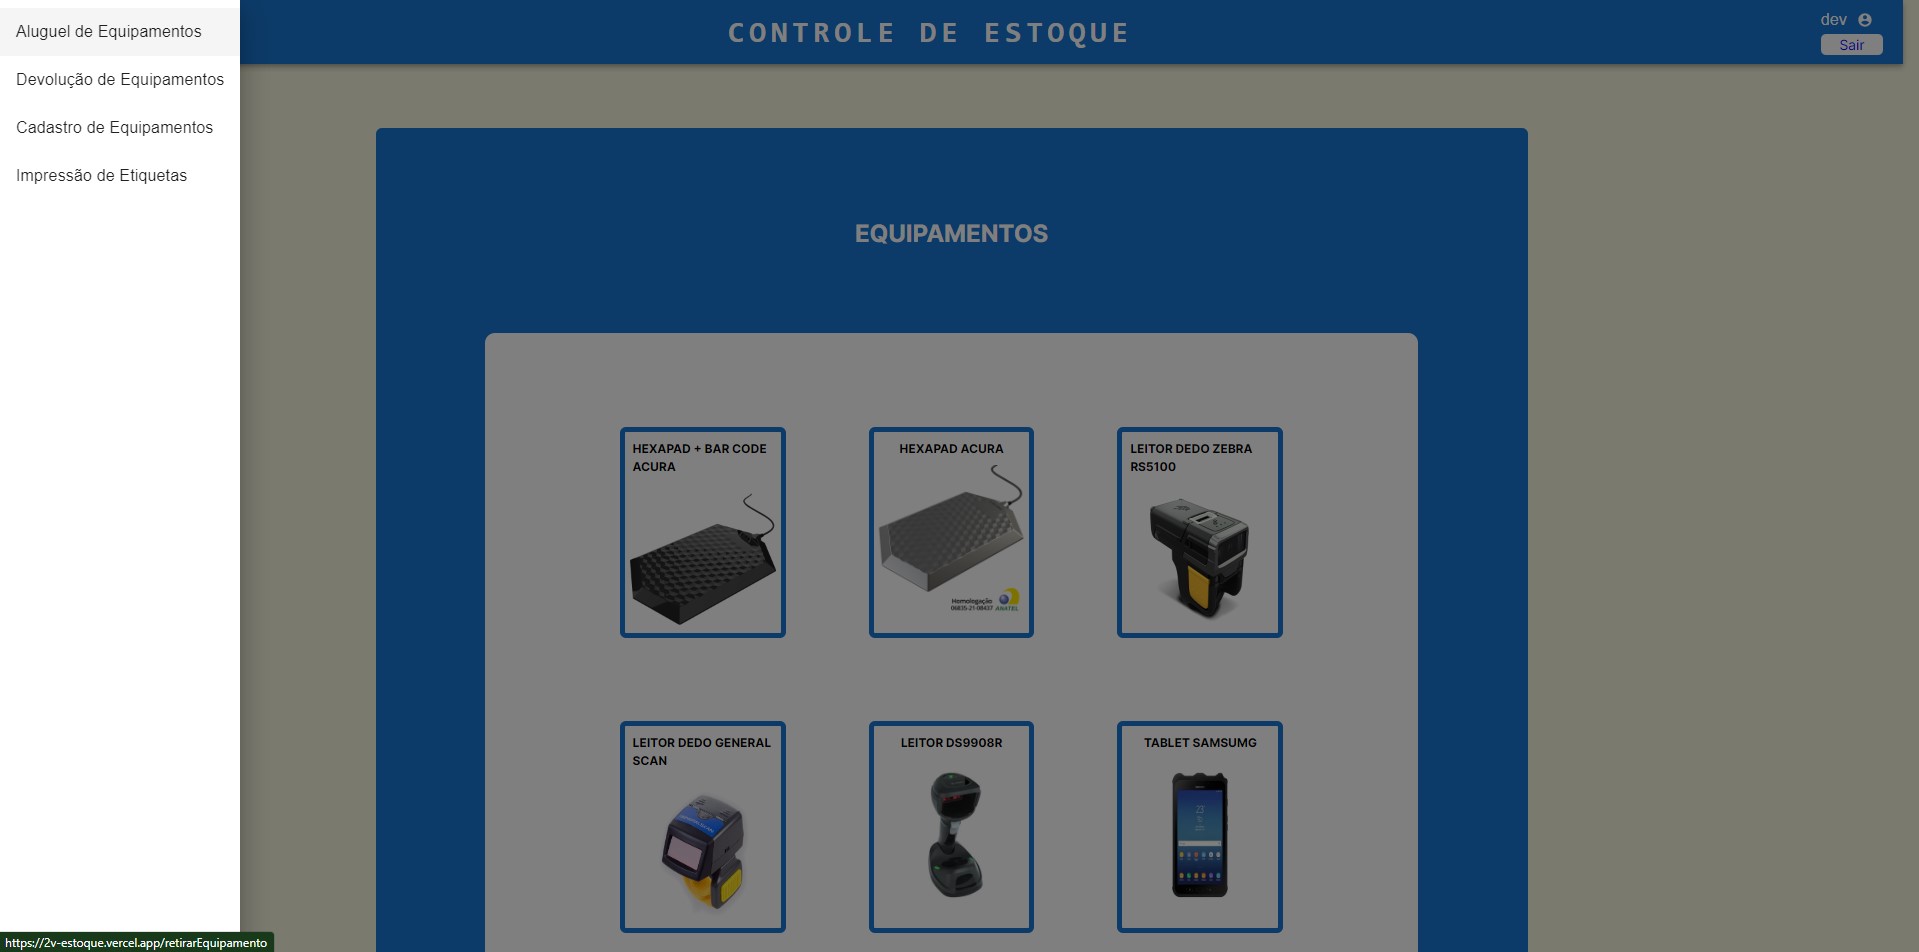 Aluguel de Equipamentos
Devolução de Equipamentos
Cadastro de Equipamentos
Impressão de Etiquetas
CONTROLE DE ESTOQUE
dev
Sair
EQUIPAMENTOS
HEXAPAD + BAR CODE
ACURA
HEXAPAD ACURA
Homologação
06835-21-08437
ANATEL
LEITOR DEDO ZEBRA
RS5100
LEITOR DEDO GENERAL
SCAN
LEITOR DS9908R
TABLET SAMSUMG
https://2v-estoque.vercel.app/retirarEquipamento